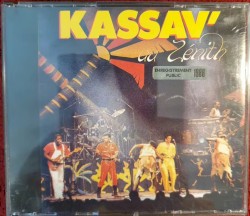 KASSAV'
au Zénith
ENREGISTREMENT
PUBLIC